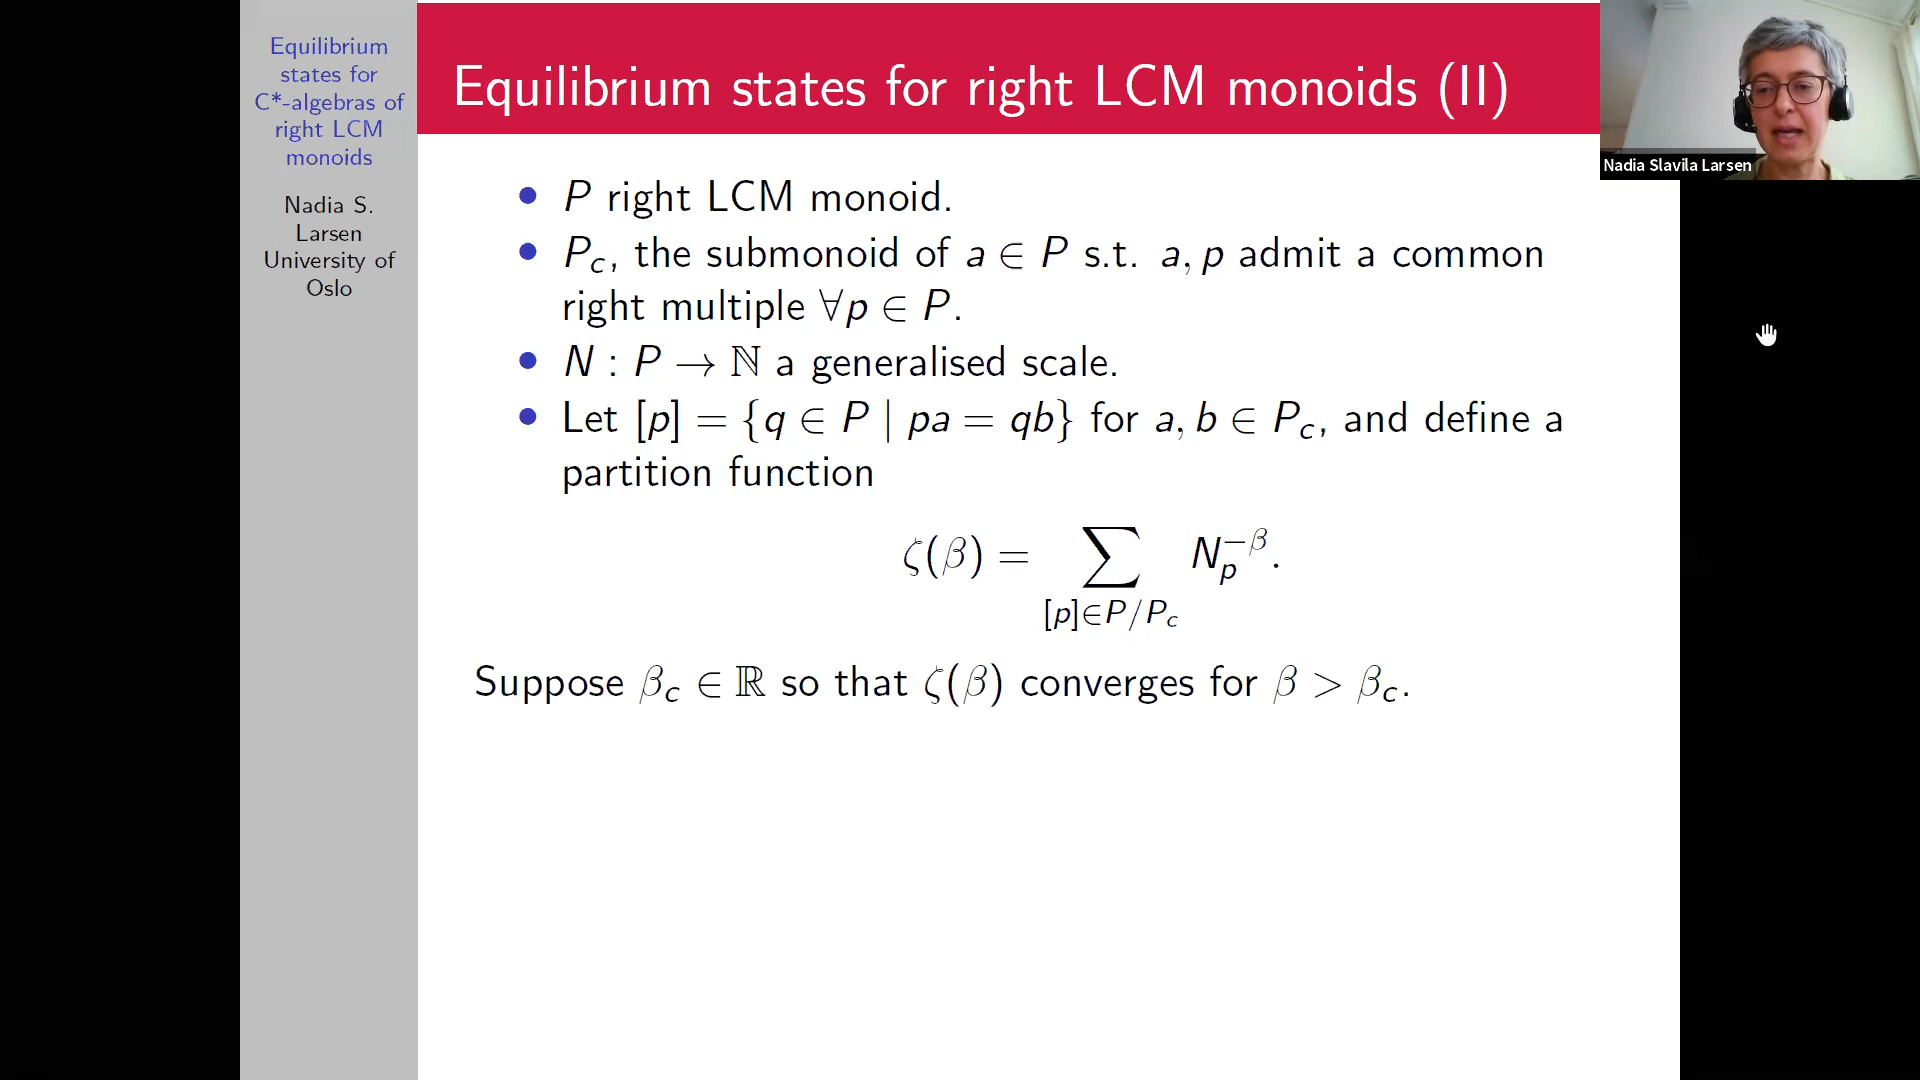 Equilibrium
states for
C*-algebras of
right LCM
monoids
Nadia S.
Larsen
University of
Oslo
Equilibrium states for right LCM monoids (II)
Nadia Slavila Larsen
• P right LCM monoid.
• P_c, the submonoid of a ∈ P s.t. a, p admit a common
right multiple ∀p ∈ P.
• N : P → ℕ a generalised scale.
• Let [p] = {q ∈ P | pa = qb} for a, b ∈ P_c, and define a
partition function
ζ(β) = ∑_{[p]∈P/P_c} N_p^{−β}.
Suppose β_c ∈ ℝ so that ζ(β) converges for β > β_c.